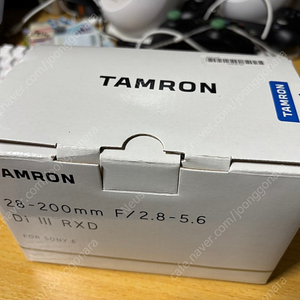 TAMRON
TAMRON
TAMRON
28-200mm F/2.8-5.6
Di III RXD
FOR SONY E